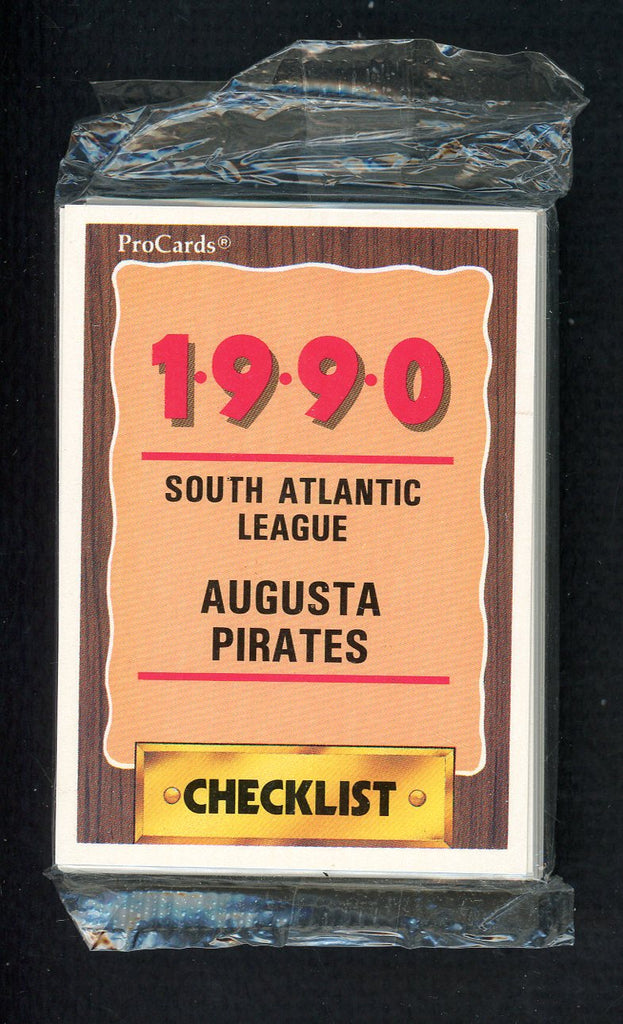 ProCards®
1·9·9·0
SOUTH ATLANTIC
LEAGUE
AUGUSTA
PIRATES
CHECKLIST